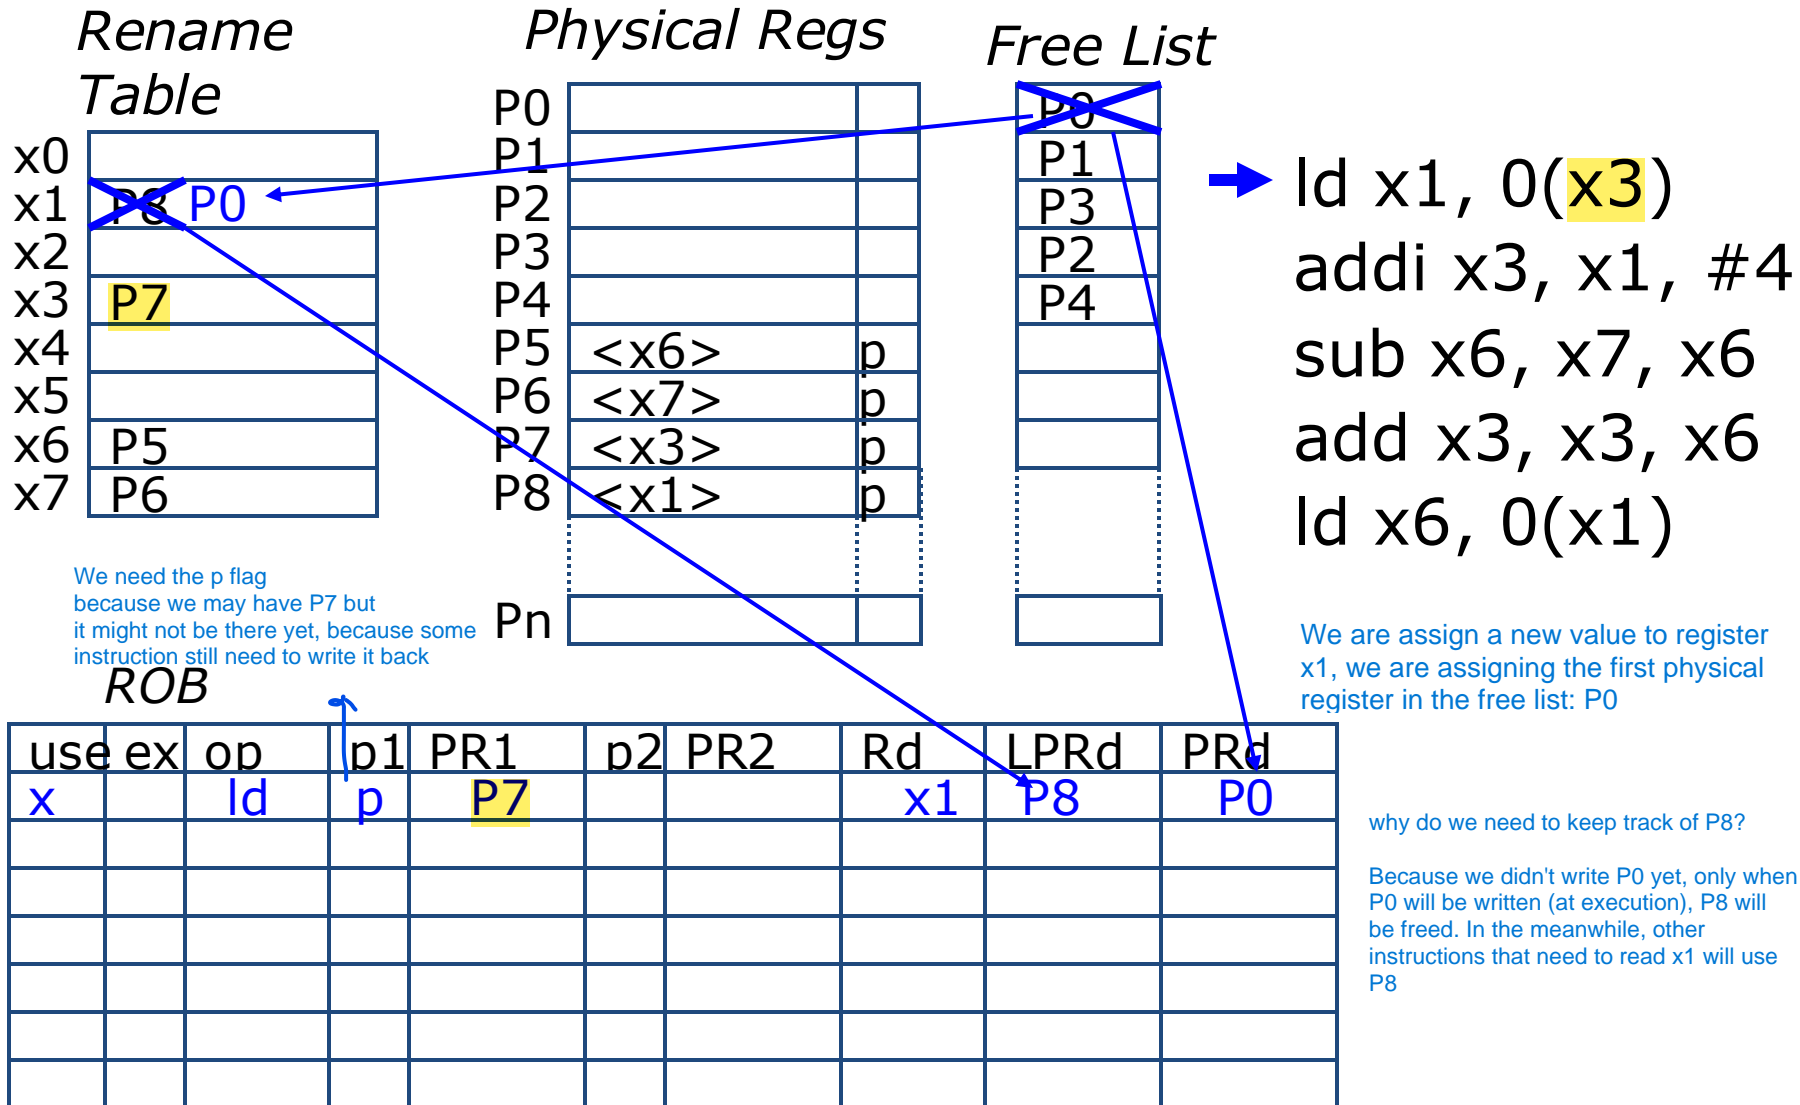 Rename
Table
Physical Regs
Free List
x0
x1 P8 P0
x2
x3 P7
x4
x5
x6 P5
x7 P6
P0
P1
P2
P3
P4
P5 <x6> p
P6 <x7> p
P7 <x3> p
P8 <x1> p
Pn
P0
P1
P3
P2
P4
ld x1, 0(x3)
addi x3, x1, #4
sub x6, x7, x6
add x3, x3, x6
ld x6, 0(x1)
We need the p flag
because we may have P7 but
it might not be there yet, because some
instruction still need to write it back
We are assign a new value to register
x1, we are assigning the first physical
register in the free list: P0
ROB
use ex op p1 PR1 p2 PR2 Rd LPRd PRd
x ld p P7 x1 P8 P0
why do we need to keep track of P8?
Because we didn't write P0 yet, only when
P0 will be written (at execution), P8 will
be freed. In the meanwhile, other
instructions that need to read x1 will use
P8